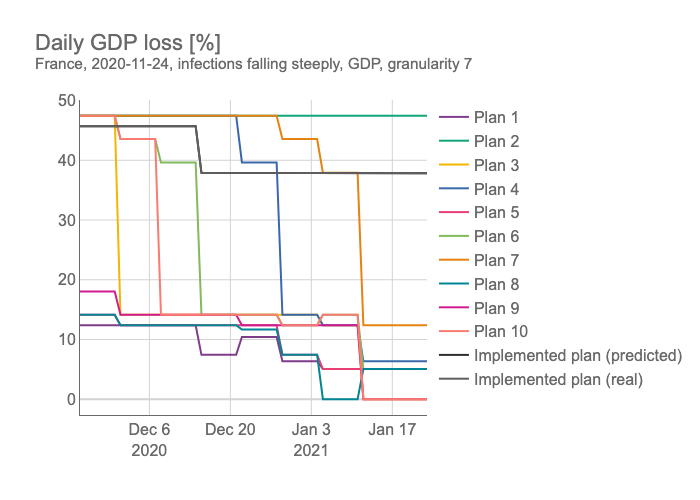 Daily GDP loss [%]
France, 2020-11-24, infections falling steeply, GDP, granularity 7
50
40
30
20
10
0
Dec 6
2020
Dec 20
Jan 3
2021
Jan 17
Plan 1
Plan 2
Plan 3
Plan 4
Plan 5
Plan 6
Plan 7
Plan 8
Plan 9
Plan 10
Implemented plan (predicted)
Implemented plan (real)